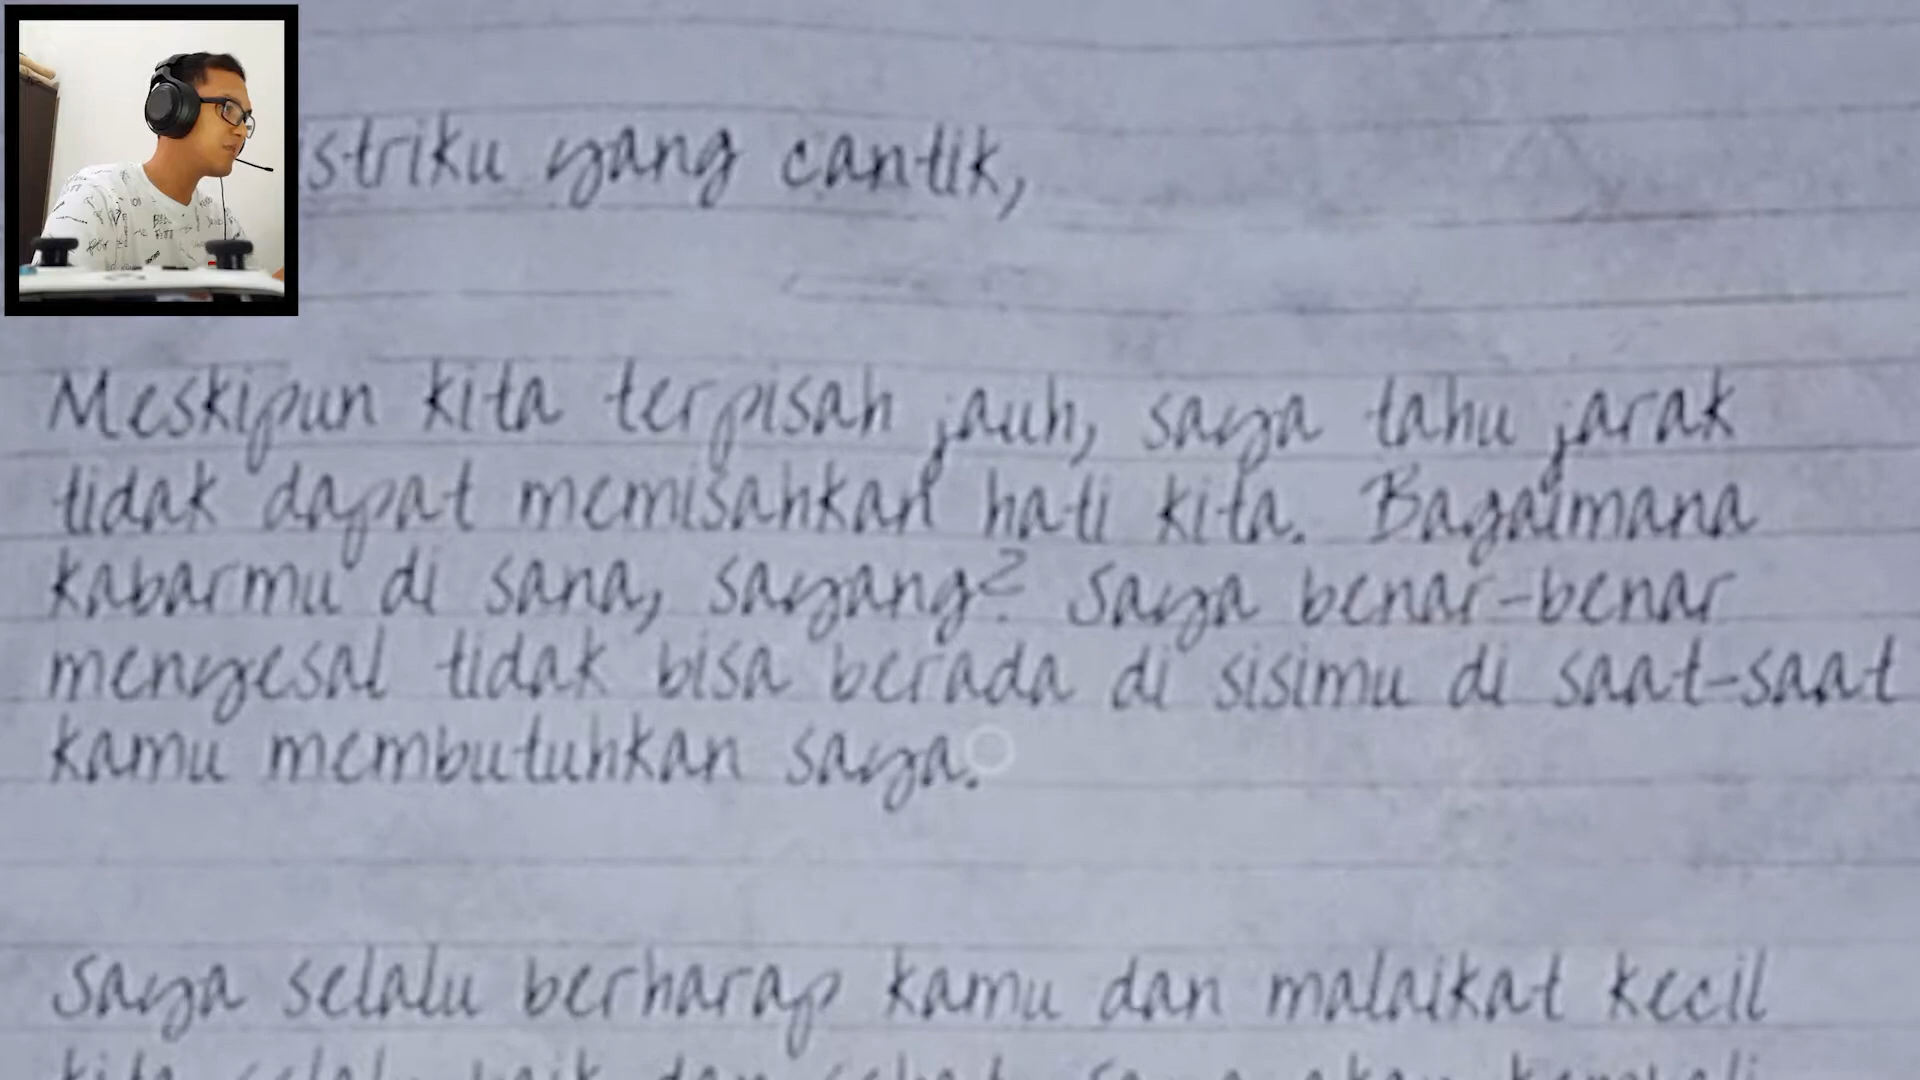 striku yang cantik,
Meskipun kita terpisah jauh, saya tahu jarak
tidak dapat memisahkan hati kita. Bagaimana
kabarmu di sana, sayang? Saya benar-benar
menyesal tidak bisa berada di sisimu di saat-saat
kamu membutuhkan saya.
Saya selalu berharap kamu dan malaikat kecil